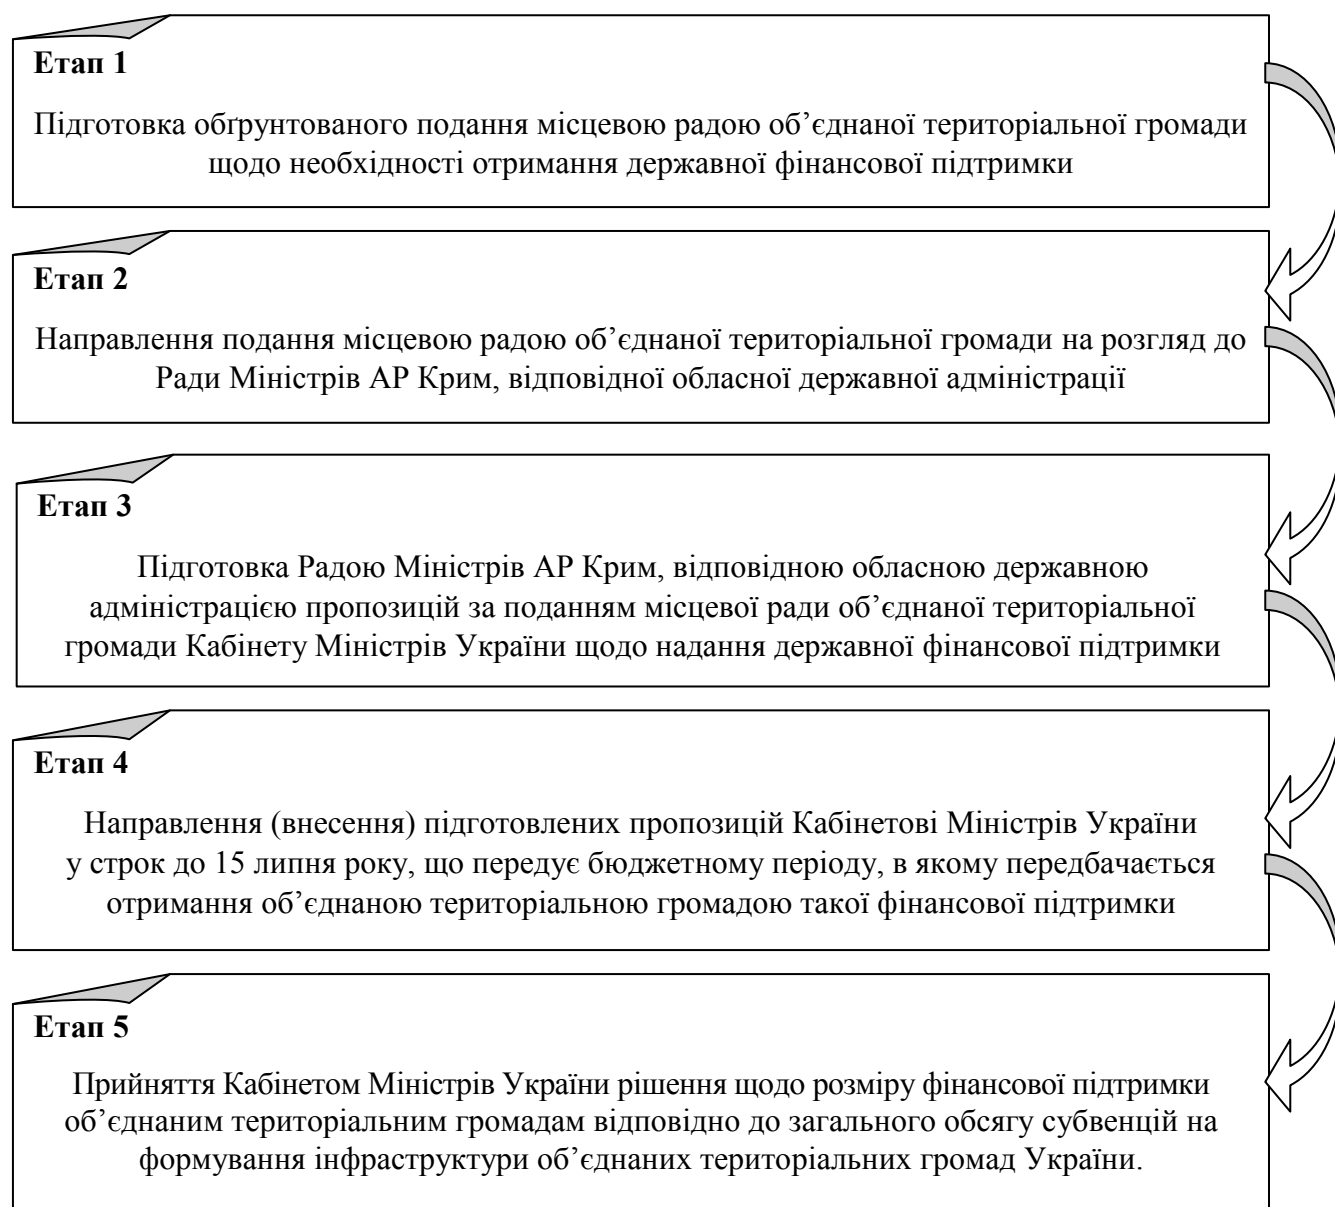 Етап 1
Підготовка обґрунтованого подання місцевою радою об’єднаної територіальної громади
щодо необхідності отримання державної фінансової підтримки
Етап 2
Направлення подання місцевою радою об’єднаної територіальної громади на розгляд до
Ради Міністрів АР Крим, відповідної обласної державної адміністрації
Етап 3
Підготовка Радою Міністрів АР Крим, відповідною обласною державною
адміністрацією пропозицій за поданням місцевої ради об’єднаної територіальної
громади Кабінету Міністрів України щодо надання державної фінансової підтримки
Етап 4
Направлення (внесення) підготовлених пропозицій Кабінетові Міністрів України
у строк до 15 липня року, що передує бюджетному періоду, в якому передбачається
отримання об’єднаною територіальною громадою такої фінансової підтримки
Етап 5
Прийняття Кабінетом Міністрів України рішення щодо розміру фінансової підтримки
об’єднаним територіальним громадам відповідно до загального обсягу субвенцій на
формування інфраструктури об’єднаних територіальних громад України.